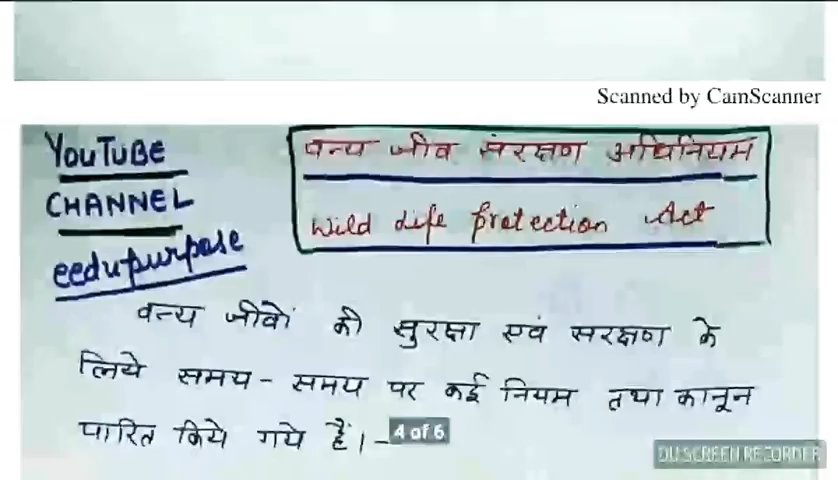 Scanned by CamScanner
YouTUBE
CHANNEL
eedupurpose
वन्य जीव संरक्षण अधिनियम
Wild life protection Act
वन्य जीवों की सुरक्षा एवं सरक्षण के
लिये समय - समय पर कई नियम तथा कानून
पारित किये गये हैं। -
4 of 6
DU SCREEN RECORDER